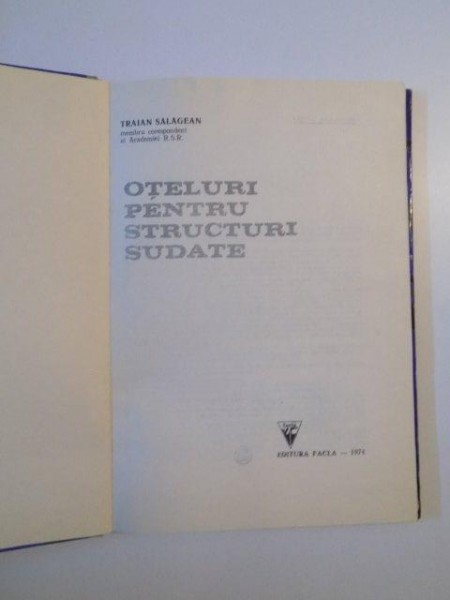 TRAIAN SĂLĂGEAN
membru corespondent
al Academiei R.S.R.
OȚELURI
PENTRU
STRUCTURI
SUDATE
EDITURA FACLA — 1974